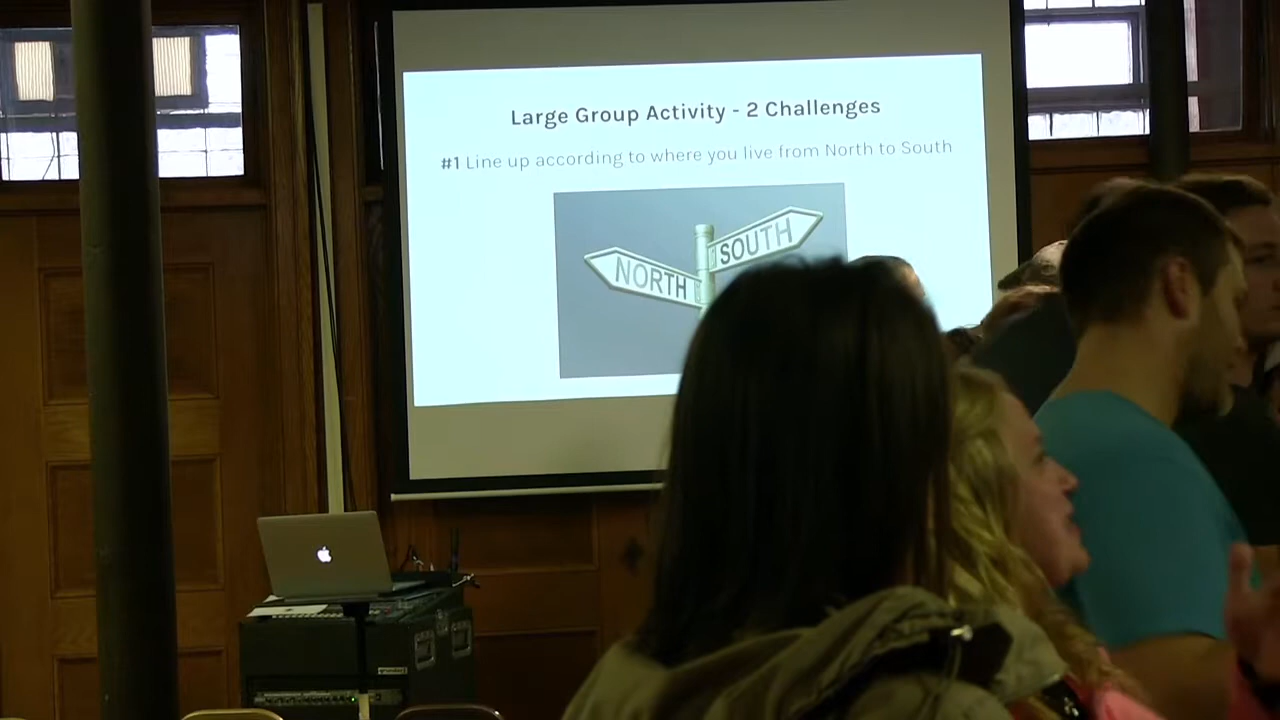 Large Group Activity - 2 Challenges
#1 Line up according to where you live from North to South
NORTH
SOUTH